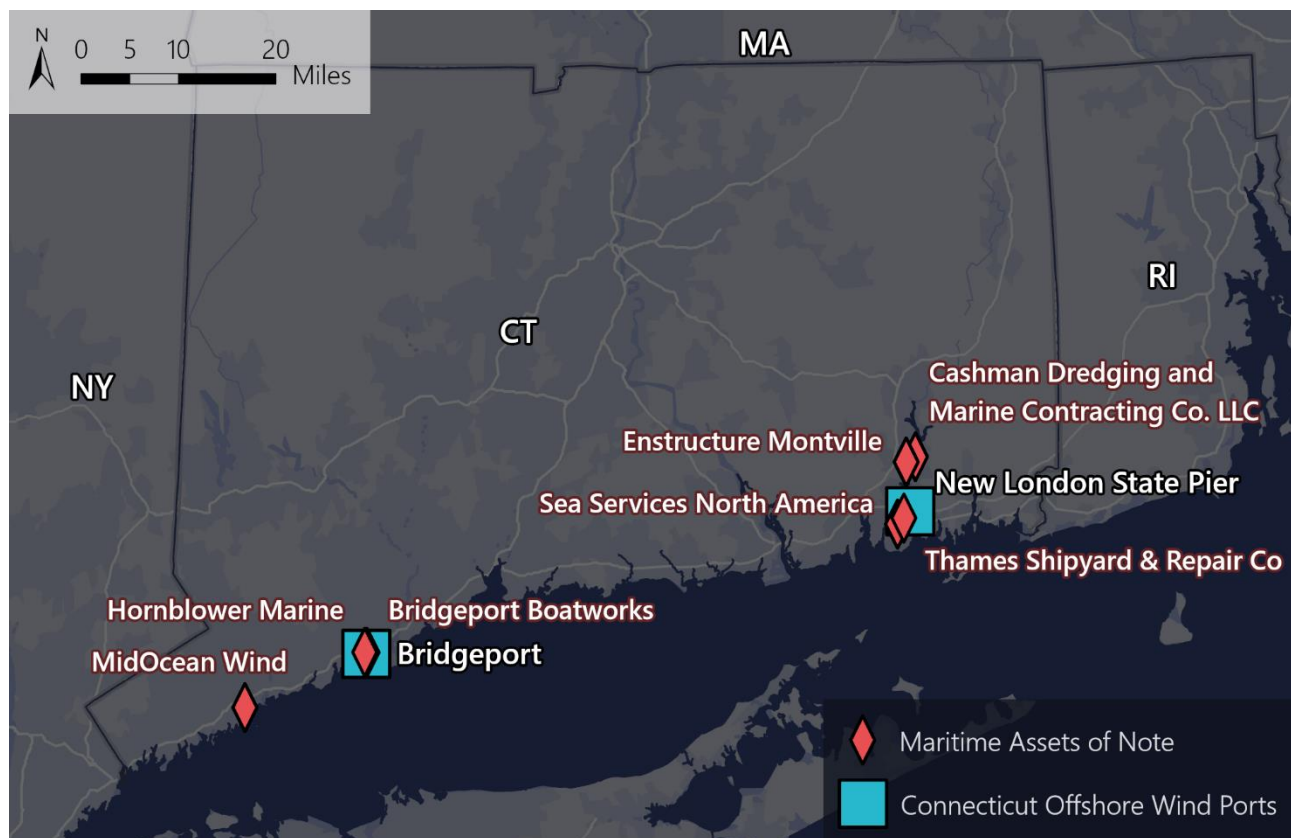 N
0 5 10 20
Miles
MA
RI
CT
NY
Cashman Dredging and
Marine Contracting Co. LLC
Enstructure Montville
New London State Pier
Sea Services North America
Thames Shipyard & Repair Co
Hornblower Marine
Bridgeport Boatworks
Bridgeport
MidOcean Wind
Maritime Assets of Note
Connecticut Offshore Wind Ports